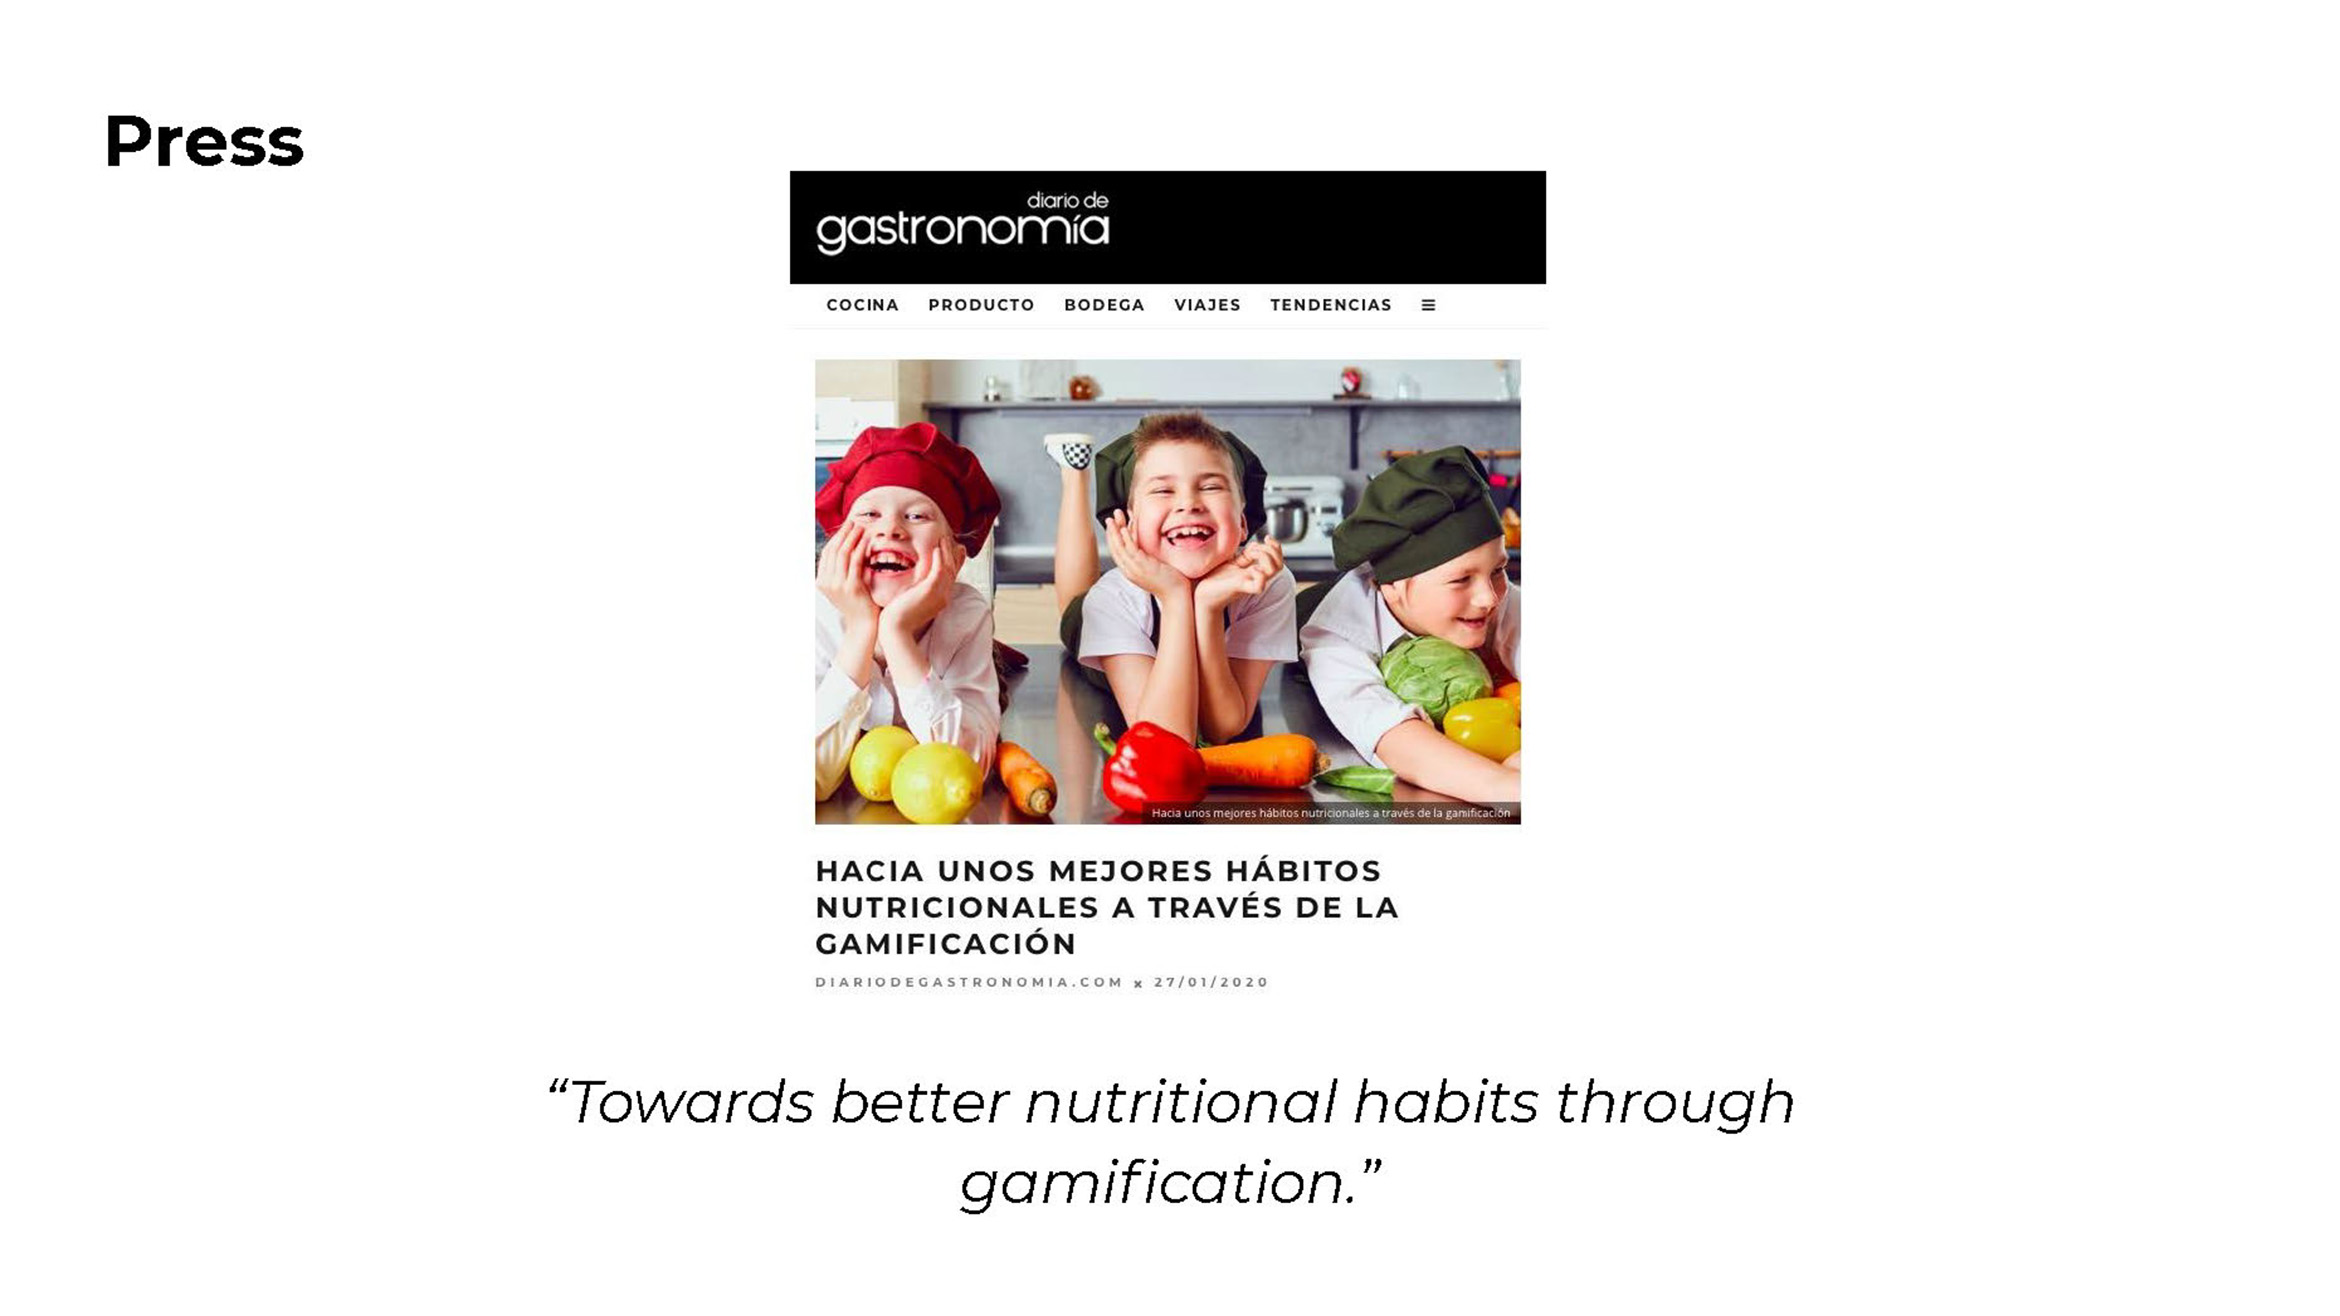 Press
diario de
gastronomía
COCINA PRODUCTO BODEGA VIAJES TENDENCIAS
Hacia unos mejores hábitos nutricionales a través de la gamificación
HACIA UNOS MEJORES HÁBITOS
NUTRICIONALES A TRAVÉS DE LA
GAMIFICACIÓN
DIARIODEGASTRONOMIA.COM x 27/01/2020
“Towards better nutritional habits through
gamification.”